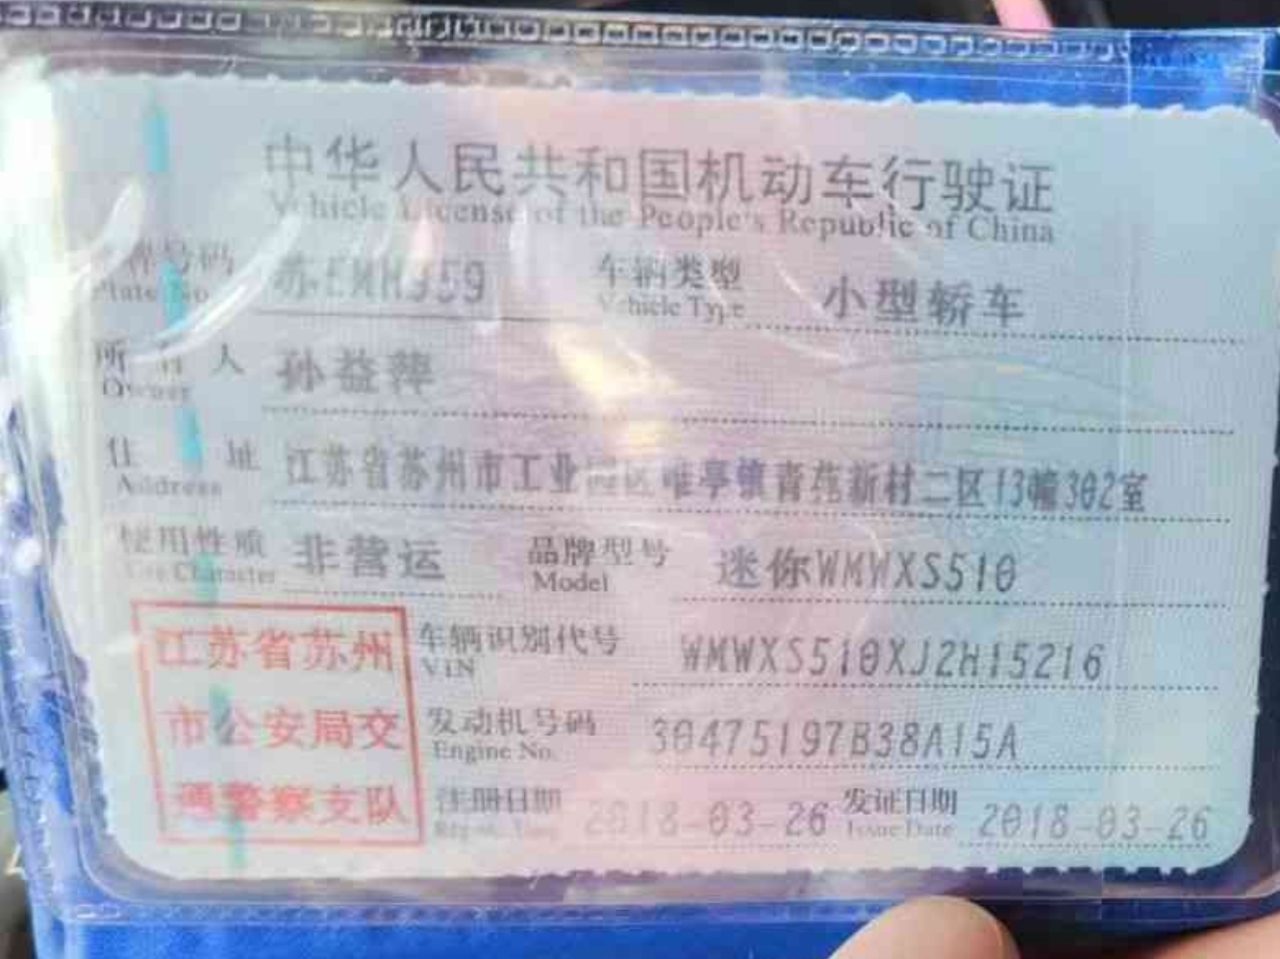 中华人民共和国机动车行驶证
Vehicle License of the People's Republic of China
号牌号码 车辆类型 小型轿车
Plate No. Vehicle Type
所有人 孙益萍
Owner
住址 江苏省苏州市工业园区唯亭镇青苑新村二区13幢302室
Address
使用性质 非营运 品牌型号 迷你WMWXS510
Use Character Model
江苏省苏州
市公安局交
通警察支队
车辆识别代号 WMWXS510XJ2H15216
VIN
发动机号码 30475197B38A15A
Engine No.
注册日期 2018-03-26 发证日期 2018-03-26
Issue Date